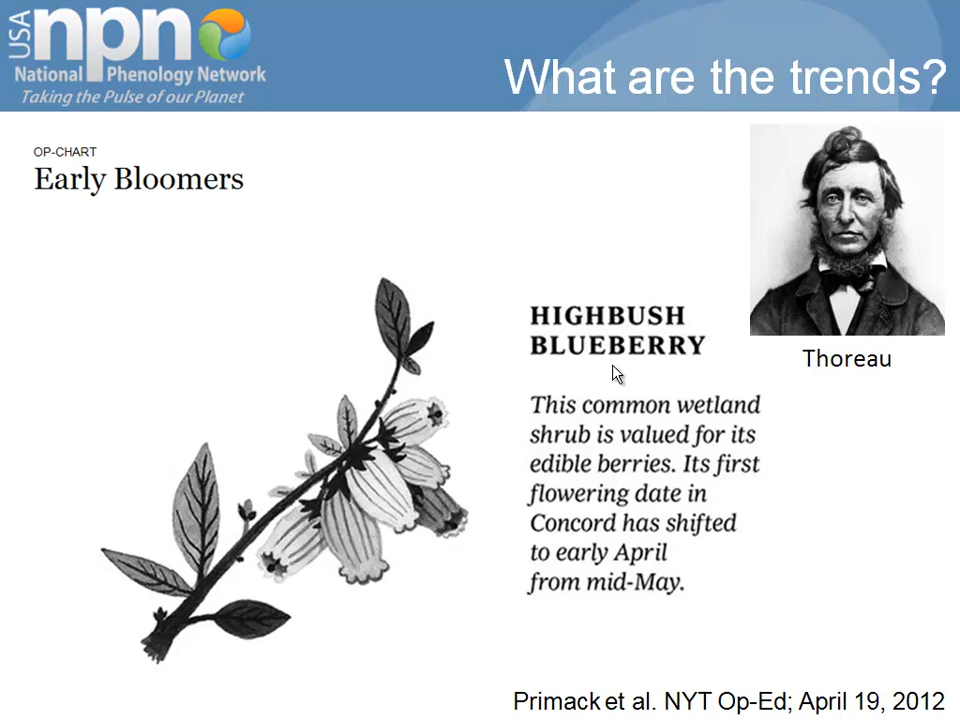 USA
npn
National Phenology Network
Taking the Pulse of our Planet
What are the trends?
OP-CHART
Early Bloomers
HIGHBUSH
BLUEBERRY
This common wetland
shrub is valued for its
edible berries. Its first
flowering date in
Concord has shifted
to early April
from mid-May.
Thoreau
Primack et al. NYT Op-Ed; April 19, 2012